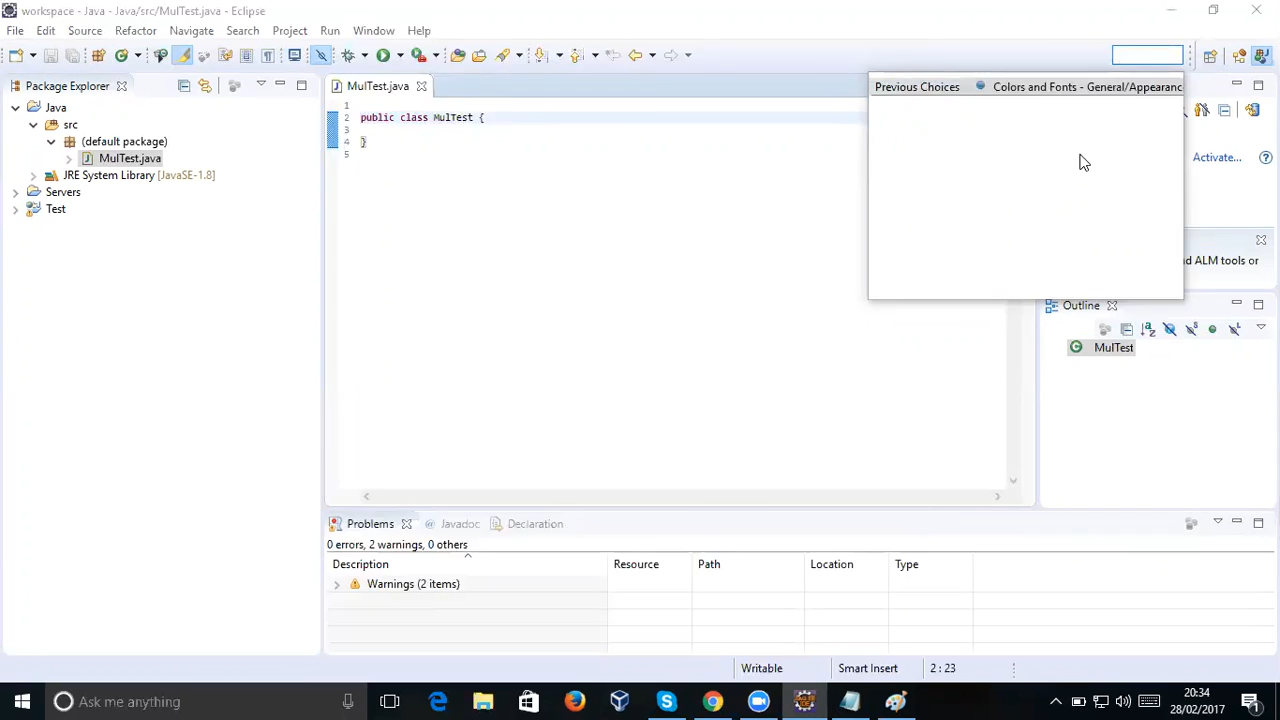 workspace - Java - Java/src/MulTest.java - Eclipse
File Edit Source Refactor Navigate Search Project Run Window Help
Package Explorer
MulTest.java
Previous Choices Colors and Fonts - General/Appearanc
Java
src
(default package)
MulTest.java
JRE System Library [JavaSE-1.8]
Servers
Test
1
2 public class MulTest {
3
4 }
5
Activate...
nd ALM tools or
Outline
MulTest
Problems Javadoc Declaration
0 errors, 2 warnings, 0 others
Description Resource Path Location Type
Warnings (2 items)
Writable Smart Insert 2 : 23
Ask me anything
20:34
28/02/2017